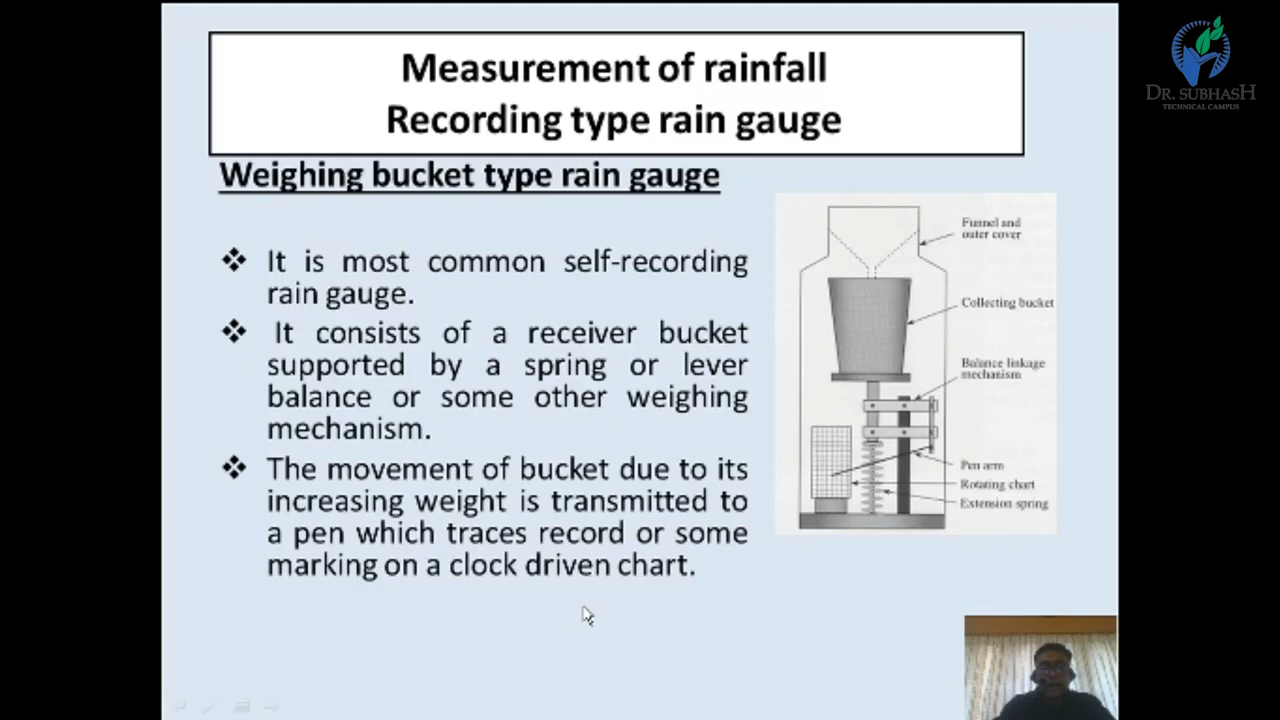 Measurement of rainfall
Recording type rain gauge
Weighing bucket type rain gauge
❖ It is most common self-recording
rain gauge.
❖ It consists of a receiver bucket
supported by a spring or lever
balance or some other weighing
mechanism.
❖ The movement of bucket due to its
increasing weight is transmitted to
a pen which traces record or some
marking on a clock driven chart.
Funnel and
outer cover
Collecting bucket
Balance linkage
mechanism
Pen arm
Rotating chart
Extension spring
DR. SUBHASH
TECHNICAL CAMPUS